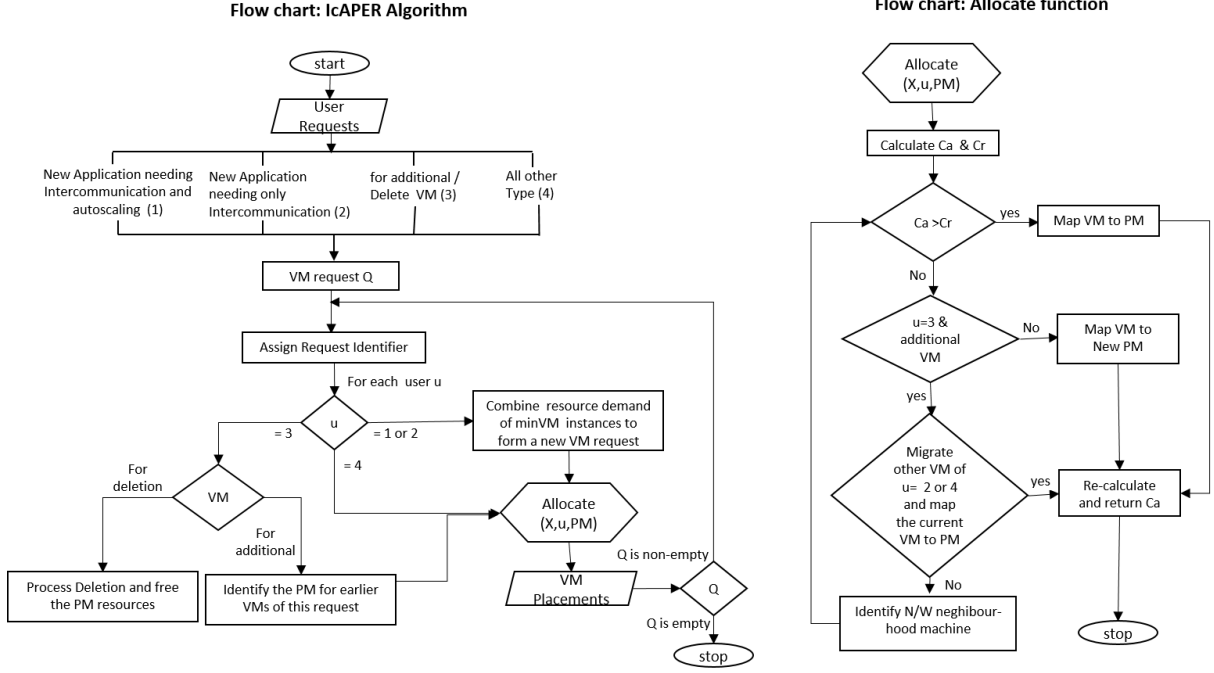 Flow chart: IcAPER Algorithm
start
User
Requests
New Application needing
Intercommunication and
autoscaling (1)
New Application
needing only
Intercommunication (2)
for additional /
Delete VM (3)
All other
Type (4)
VM request Q
Assign Request Identifier
For each user u
u
= 3
= 1 or 2
= 4
Combine resource demand
of minVM instances to
form a new VM request
For
deletion
VM
For
additional
Allocate
(X,u,PM)
Process Deletion and free
the PM resources
Identify the PM for earlier
VMs of this request
VM
Placements
Q is non-empty
Q
Q is empty
stop
Flow chart: Allocate function
Allocate
(X,u,PM)
Calculate Ca & Cr
Ca >Cr
yes
Map VM to PM
No
u=3 &
additional
VM
No
Map VM to
New PM
yes
Migrate
other VM of
u= 2 or 4
and map
the current
VM to PM
yes
Re-calculate
and return Ca
No
Identify N/W neghibour-
hood machine
stop